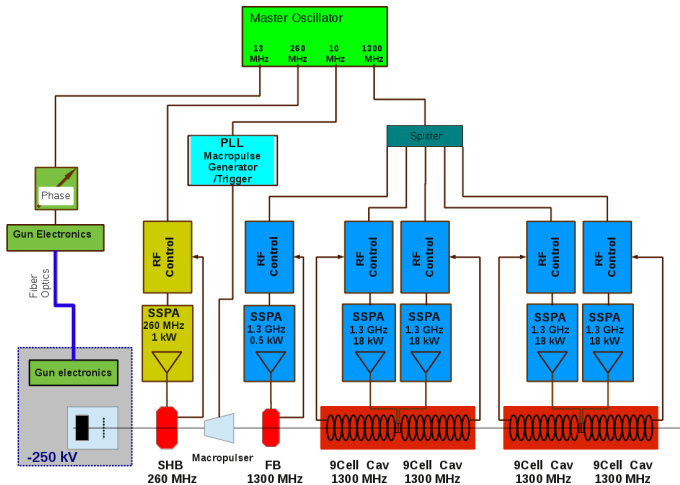 Master Oscillator
13
MHz
260
MHz
10
MHz
1300
MHz
Splitter
PLL
Macropulse
Generator
/Trigger
Phase
Gun Electronics
Fiber
Optics
RF
Control
RF
Control
RF
Control
RF
Control
RF
Control
RF
Control
SSPA
260 MHz
1 kW
SSPA
1.3 GHz
0.5 kW
SSPA
1.3 GHz
18 kW
SSPA
1.3 GHz
18 kW
SSPA
1.3 GHz
18 kW
SSPA
1.3 GHz
18 kW
Gun electronics
-250 kV
SHB
260 MHz
Macropulser
FB
1300 MHz
9Cell Cav
1300 MHz
9Cell Cav
1300 MHz
9Cell Cav
1300 MHz
9Cell Cav
1300 MHz